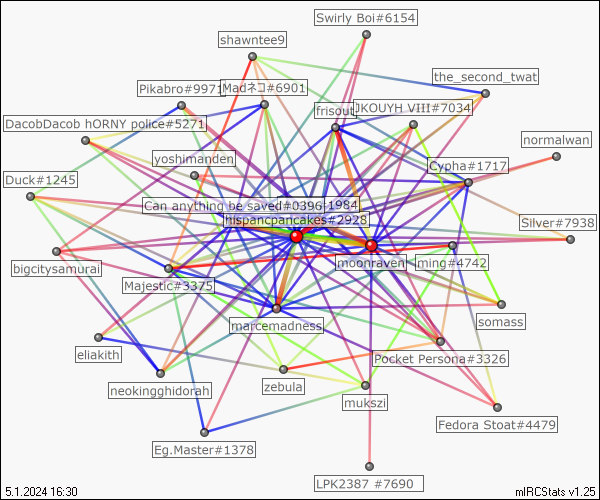 Swirly Boi#6154
shawntee9
the_second_twat
Pikabro#9971
Madネコ#6901
frisout
JKOUYH VIII#7034
DacobDacob hORNY police#5271
normalwan
yoshimanden
Cypha#1717
Duck#1245
Can anything be saved#0396
1984
hispancpancakes#2928
Silver#7938
bigcitysamurai
moonraven
ming#4742
Majestic#3375
somass
marcemadness
eliakith
Pocket Persona#3326
neokingghidorah
zebula
mukszi
Fedora Stoat#4479
Eg.Master#1378
LPK2387 #7690
5.1.2024 16:30
mIRCStats v1.25